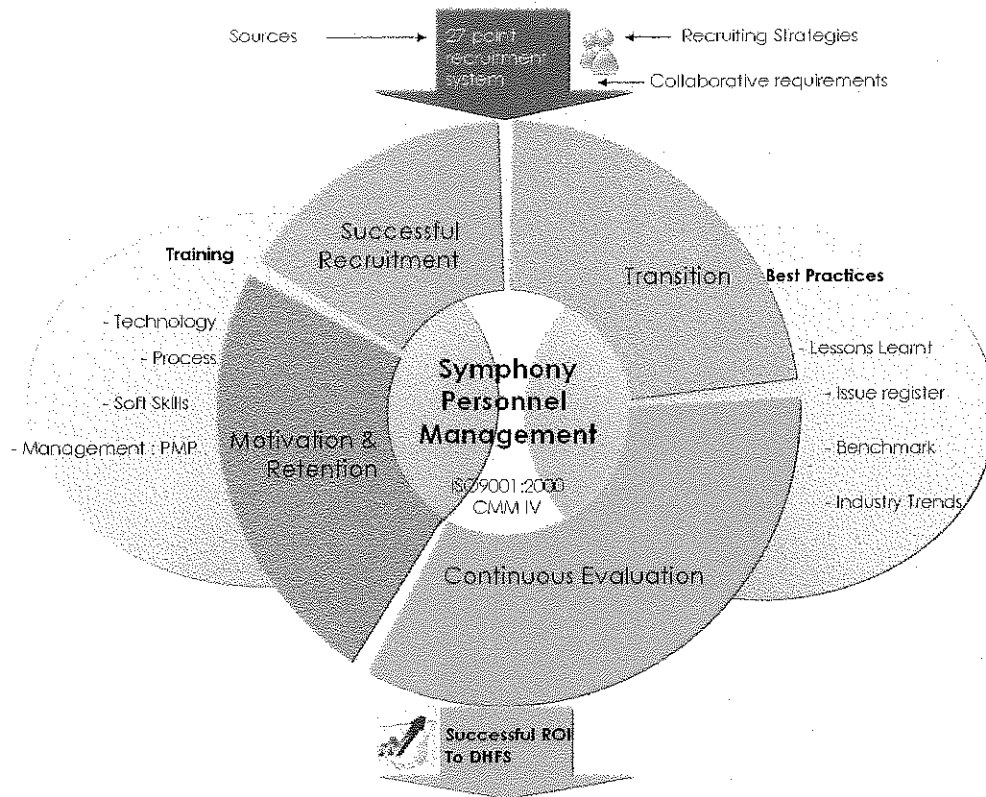 Sources
27 point
recruitment
system
Recruiting Strategies
Collaborative requirements
Successful
Recruitment
Transition
Training
- Technology
- Process
- Soft Skills
- Management : PMP
Best Practices
- Lessons Learnt
- Issue register
- Benchmark
- Industry Trends
Symphony
Personnel
Management
ISO9001:2000
CMM IV
Motivation &
Retention
Continuous Evaluation
Successful ROI
To DHFS